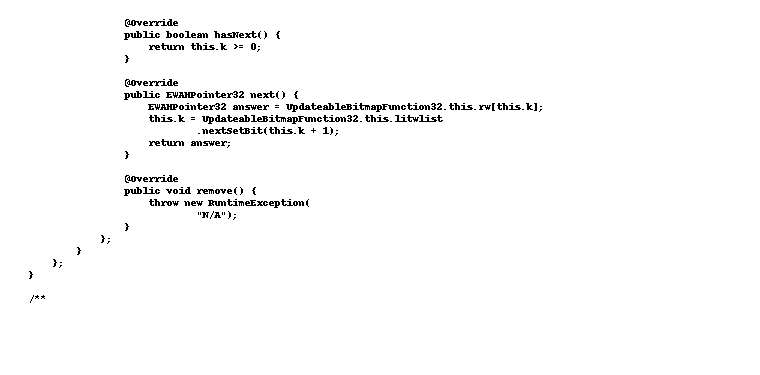 @Override
public boolean hasNext() {
return this.k >= 0;
}
@Override
public EWAHPointer32 next() {
EWAHPointer32 answer = UpdateableBitmapFunction32.this.rw[this.k];
this.k = UpdateableBitmapFunction32.this.litwlist
.nextSetBit(this.k + 1);
return answer;
}
@Override
public void remove() {
throw new RuntimeException(
"N/A");
}
};
}
};
}
/**